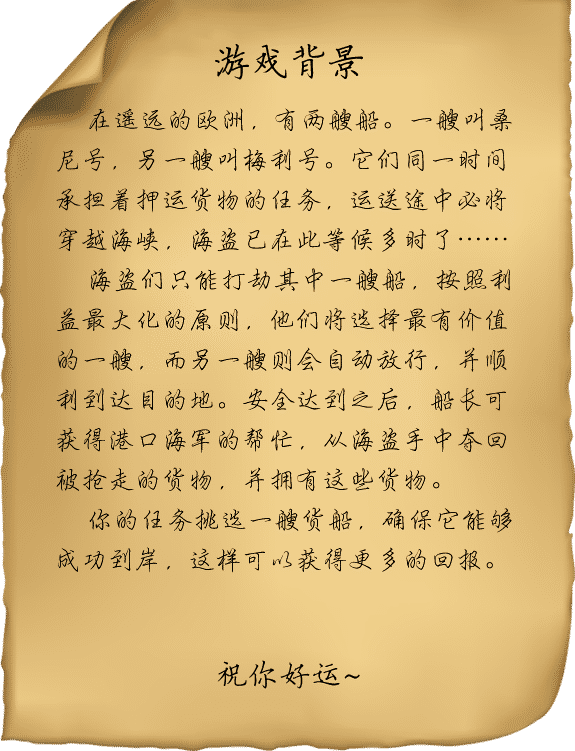 游戏背景
在遥远的欧洲，有两艘船。一艘叫桑
尼号，另一艘叫梅利号。它们同一时间
承担着押运货物的任务，运送途中必将
穿越海峡，海盗已在此等候多时了……
海盗们只能打劫其中一艘船，按照利
益最大化的原则，他们将选择最有价值
的一艘，而另一艘则会自动放行，并顺
利到达目的地。安全达到之后，船长可
获得港口海军的帮忙，从海盗手中夺回
被抢走的货物，并拥有这些货物。
你的任务挑选一艘货船，确保它能够
成功到岸，这样可以获得更多的回报。
祝你好运~